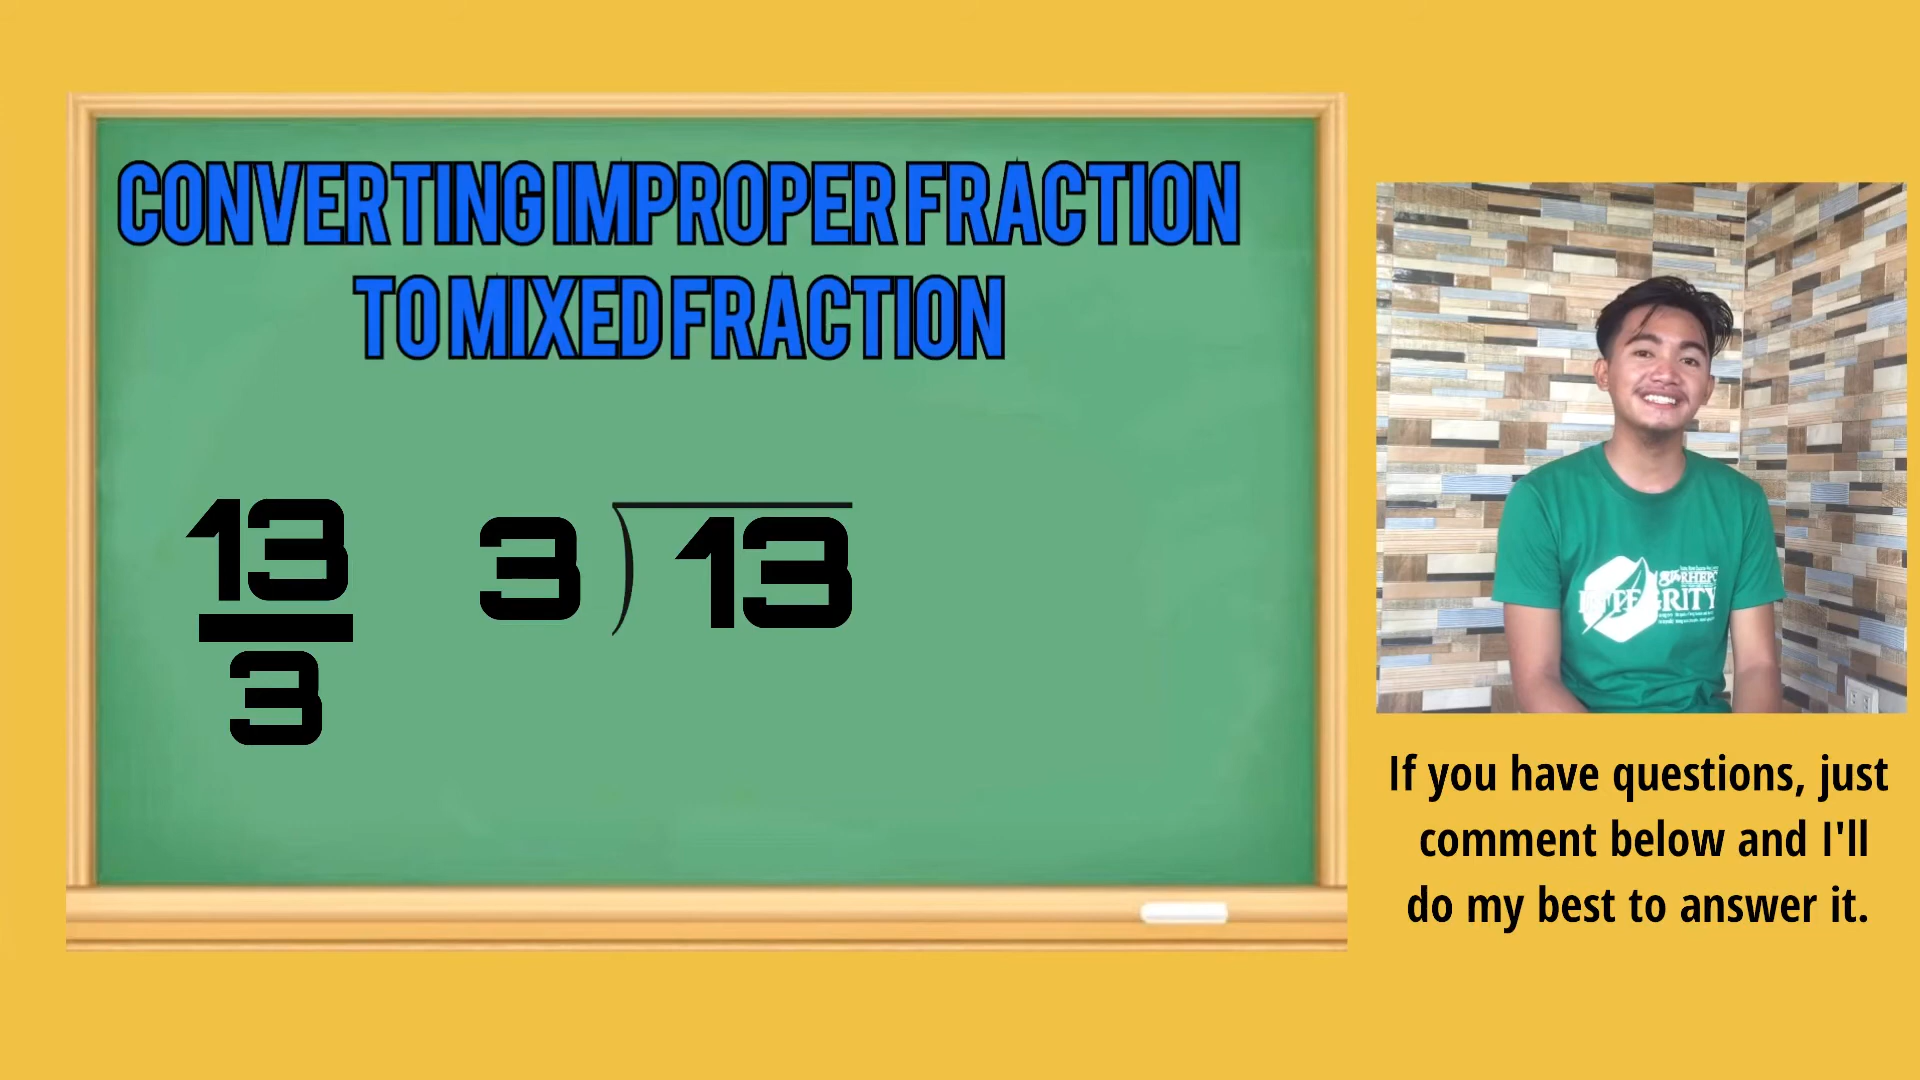 CONVERTING IMPROPER FRACTION
TO MIXED FRACTION
13
3
3 13
INTEGRITY
If you have questions, just
comment below and I'll
do my best to answer it.